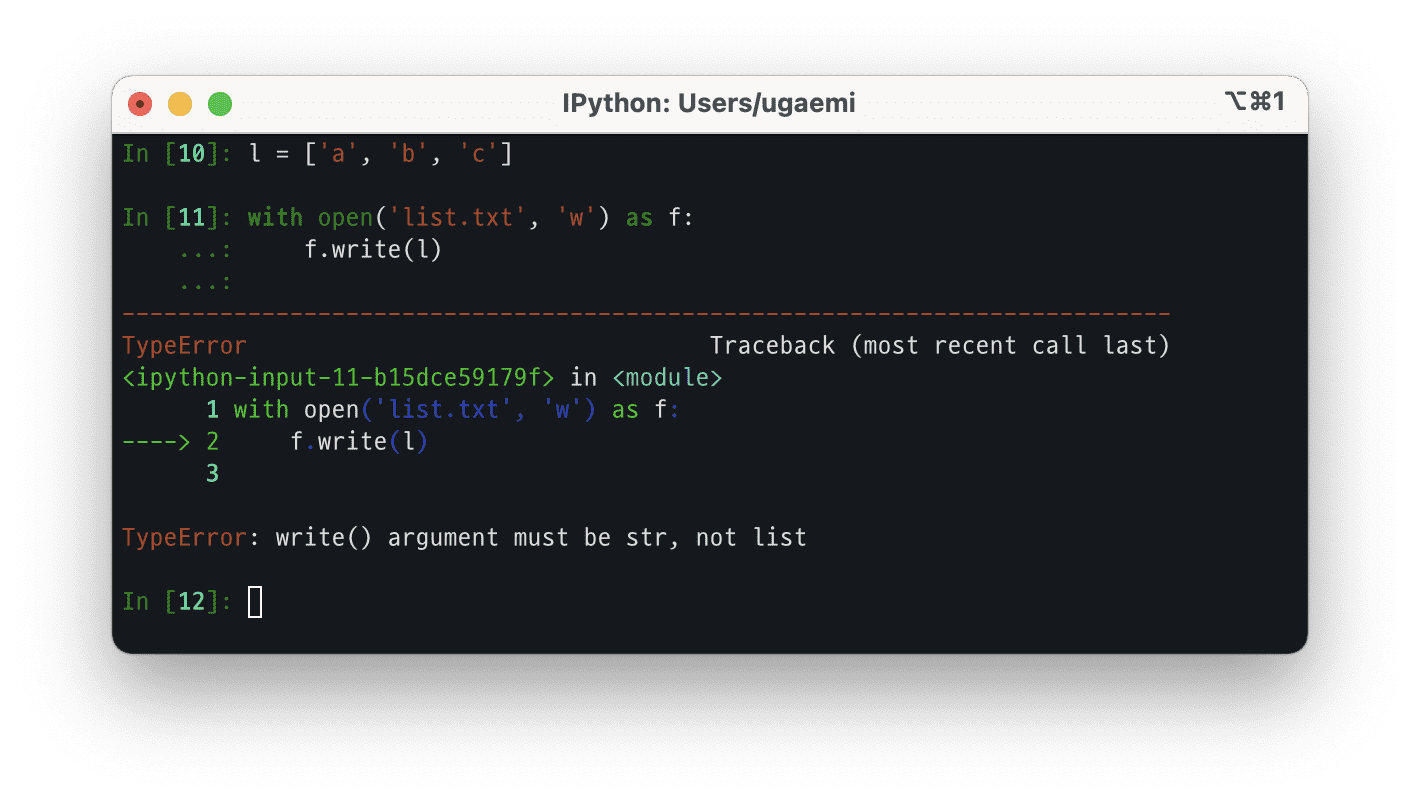 IPython: Users/ugaemi ⌥⌘1
In [10]: l = ['a', 'b', 'c']
In [11]: with open('list.txt', 'w') as f:
    ...:     f.write(l)
    ...:
---------------------------------------------------------------------------
TypeError                                 Traceback (most recent call last)
<ipython-input-11-b15dce59179f> in <module>
      1 with open('list.txt', 'w') as f:
----> 2     f.write(l)
      3
TypeError: write() argument must be str, not list
In [12]: